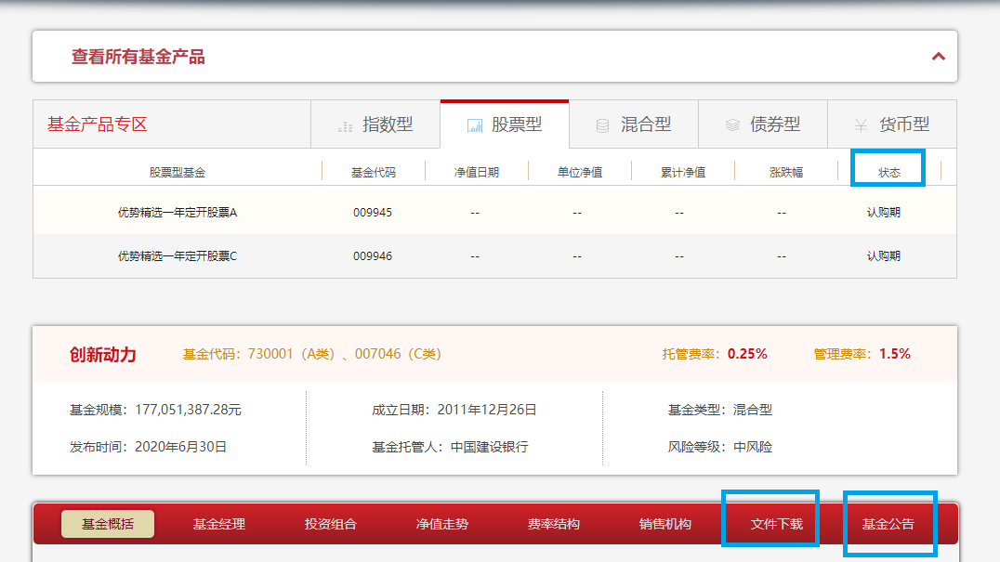 查看所有基金产品
基金产品专区 指数型 股票型 混合型 债券型 货币型
股票型基金 基金代码 净值日期 单位净值 累计净值 涨跌幅 状态
优势精选一年定开股票A 009945 -- -- -- -- 认购期
优势精选一年定开股票C 009946 -- -- -- -- 认购期
创新动力 基金代码：730001（A类）、007046（C类） 托管费率：0.25% 管理费率：1.5%
基金规模：177,051,387.28元 成立日期：2011年12月26日 基金类型：混合型
发布时间：2020年6月30日 基金托管人：中国建设银行 风险等级：中风险
基金概括 基金经理 投资组合 净值走势 费率结构 销售机构 文件下载 基金公告